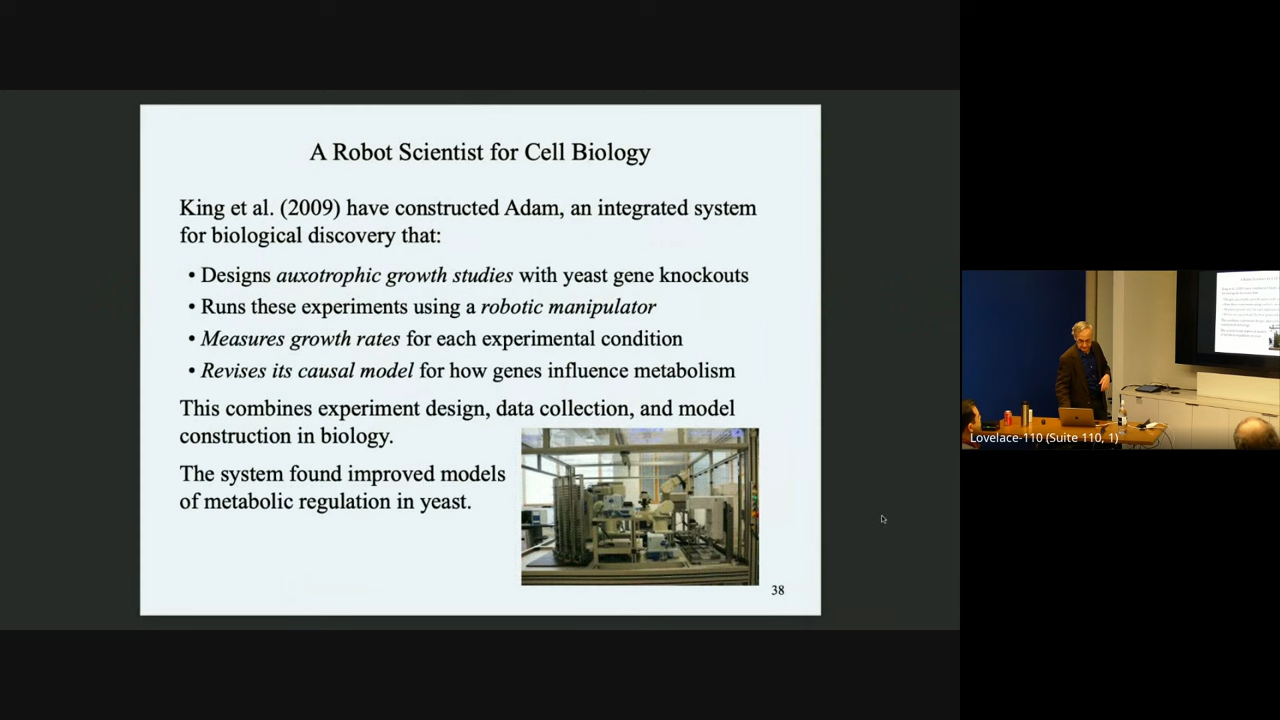 A Robot Scientist for Cell Biology
King et al. (2009) have constructed Adam, an integrated system
for biological discovery that:
• Designs auxotrophic growth studies with yeast gene knockouts
• Runs these experiments using a robotic manipulator
• Measures growth rates for each experimental condition
• Revises its causal model for how genes influence metabolism
This combines experiment design, data collection, and model
construction in biology.
The system found improved models
of metabolic regulation in yeast.
38
Lovelace-110 (Suite 110, 1)